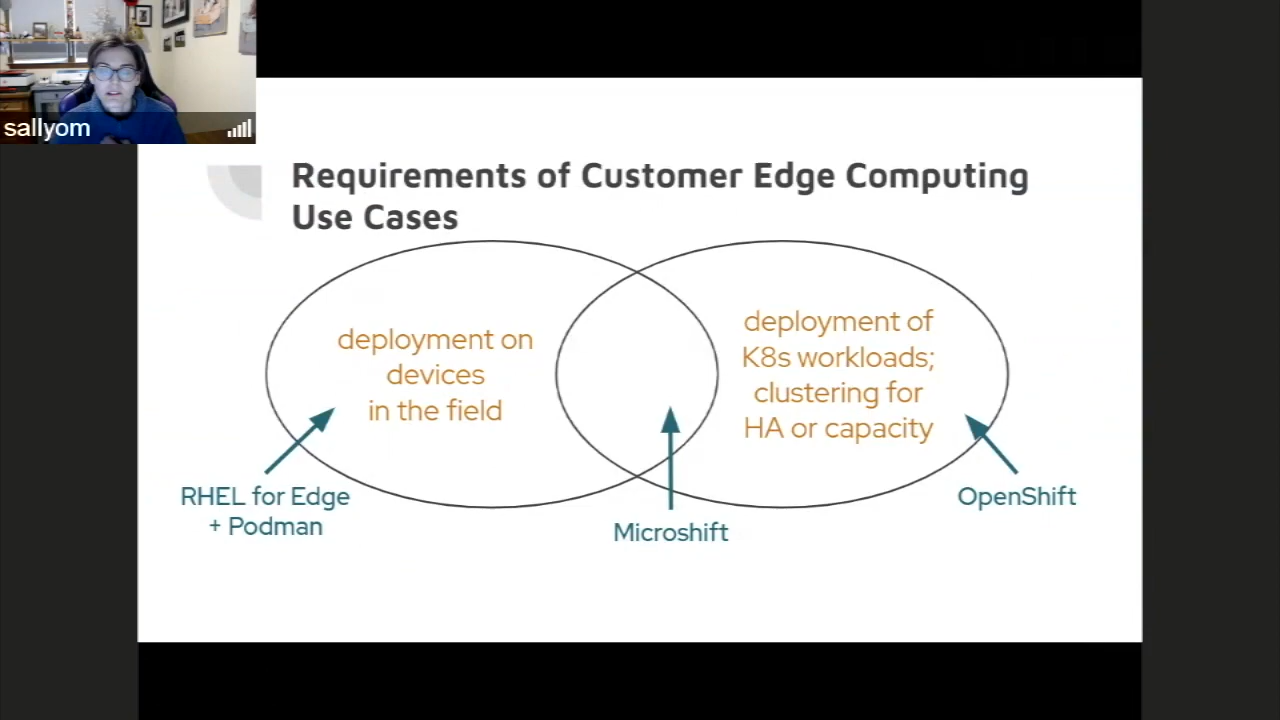 sallyom
Requirements of Customer Edge Computing
Use Cases
deployment on
devices
in the field
deployment of
K8s workloads;
clustering for
HA or capacity
RHEL for Edge
+ Podman
Microshift
OpenShift